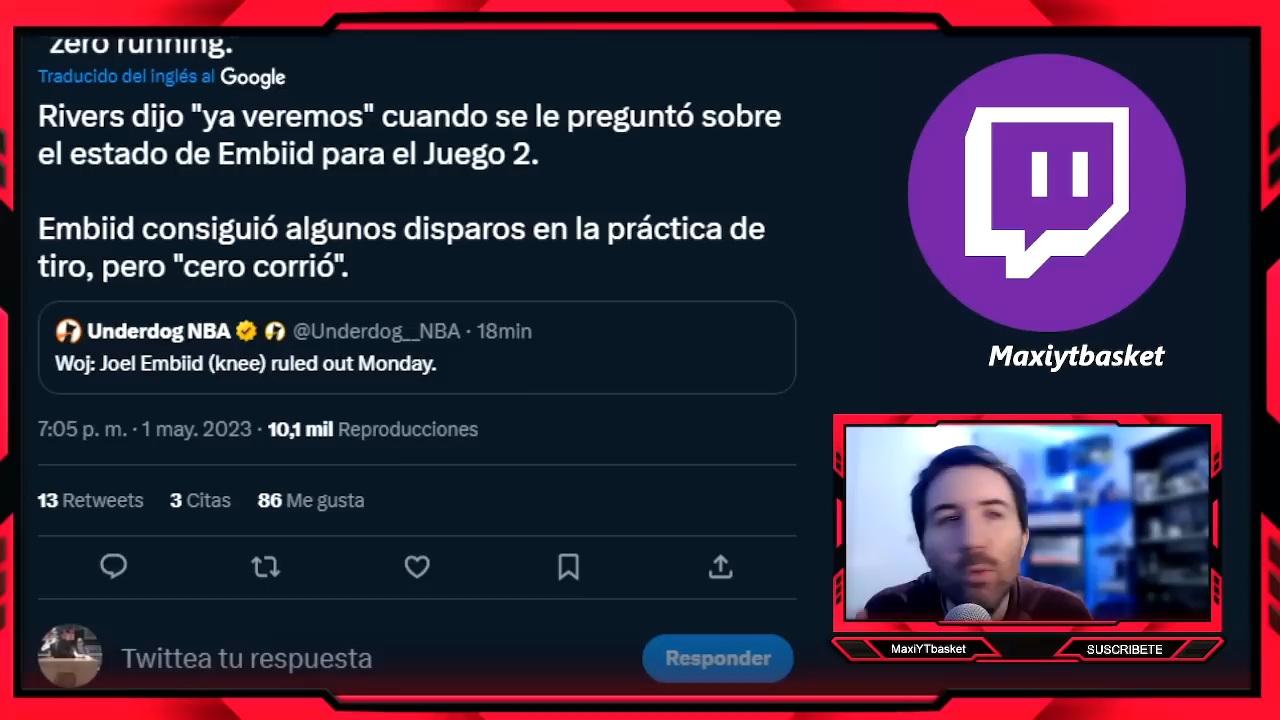 "zero running."
Traducido del inglés al Google
Rivers dijo "ya veremos" cuando se le preguntó sobre
el estado de Embiid para el Juego 2.
Embiid consiguió algunos disparos en la práctica de
tiro, pero "cero corrió".
Underdog NBA @Underdog__NBA · 18min
Woj: Joel Embiid (knee) ruled out Monday.
7:05 p. m. · 1 may. 2023 · 10,1 mil Reproducciones
13 Retweets 3 Citas 86 Me gusta
Twittea tu respuesta
Responder
Maxiytbasket
MaxiYTbasket
SUSCRIBETE